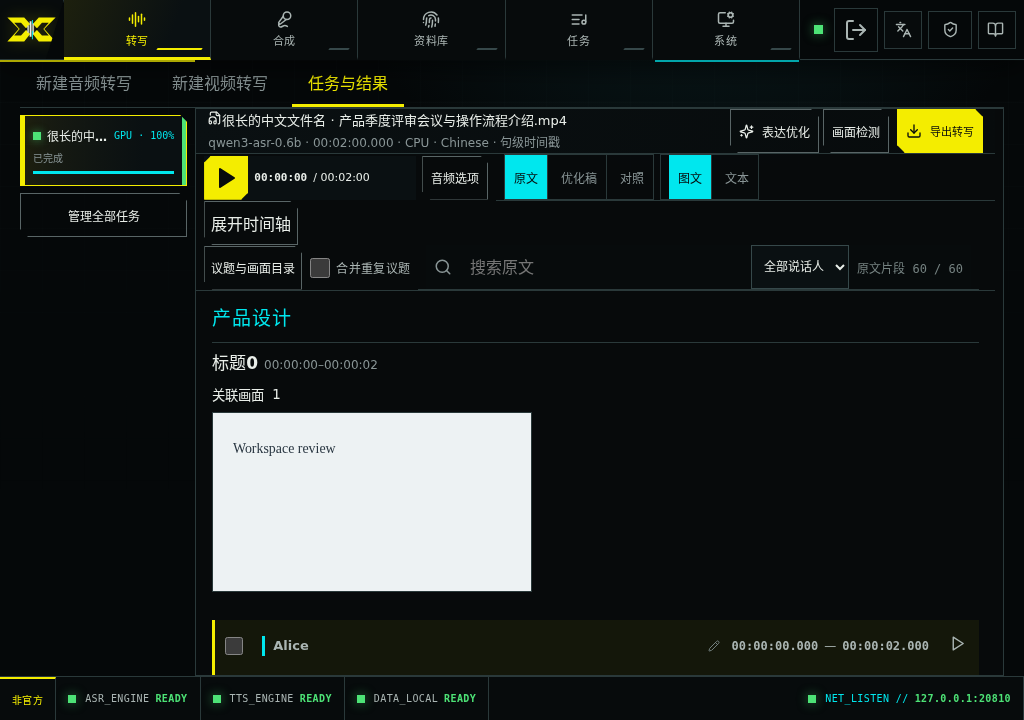 转写
合成
资料库
任务
系统
新建音频转写
新建视频转写
任务与结果
很长的中... GPU · 100%
已完成
管理全部任务
很长的中文文件名 · 产品季度评审会议与操作流程介绍.mp4
qwen3-asr-0.6b · 00:02:00.000 · CPU · Chinese · 句级时间戳
表达优化
画面检测
导出转写
00:00:00 / 00:02:00
音频选项
原文
优化稿
对照
图文
文本
展开时间轴
议题与画面目录
合并重复议题
搜索原文
全部说话人
原文片段 60 / 60
产品设计
标题0 00:00:00–00:00:02
关联画面 1
Workspace review
Alice
00:00:00.000 — 00:00:02.000
非官方
ASR_ENGINE READY
TTS_ENGINE READY
DATA_LOCAL READY
NET_LISTEN // 127.0.0.1:20810